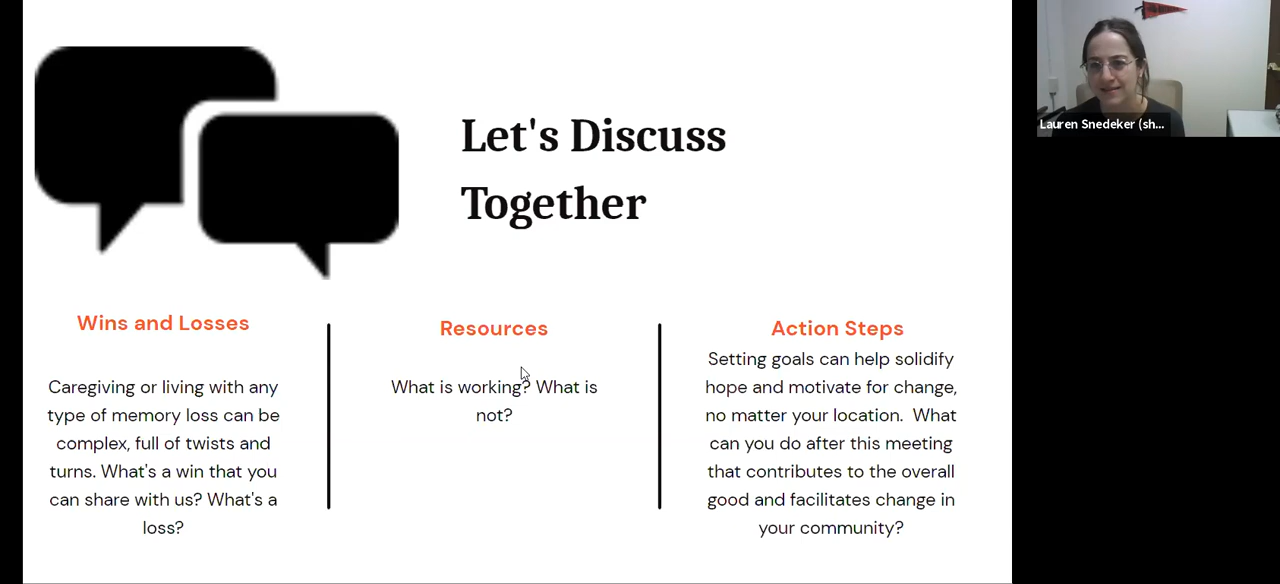 Let's Discuss
Together
Wins and Losses
Caregiving or living with any
type of memory loss can be
complex, full of twists and
turns. What's a win that you
can share with us? What's a
loss?
Resources
What is working? What is
not?
Action Steps
Setting goals can help solidify
hope and motivate for change,
no matter your location.  What
can you do after this meeting
that contributes to the overall
good and facilitates change in
your community?
Lauren Snedeker (sh...